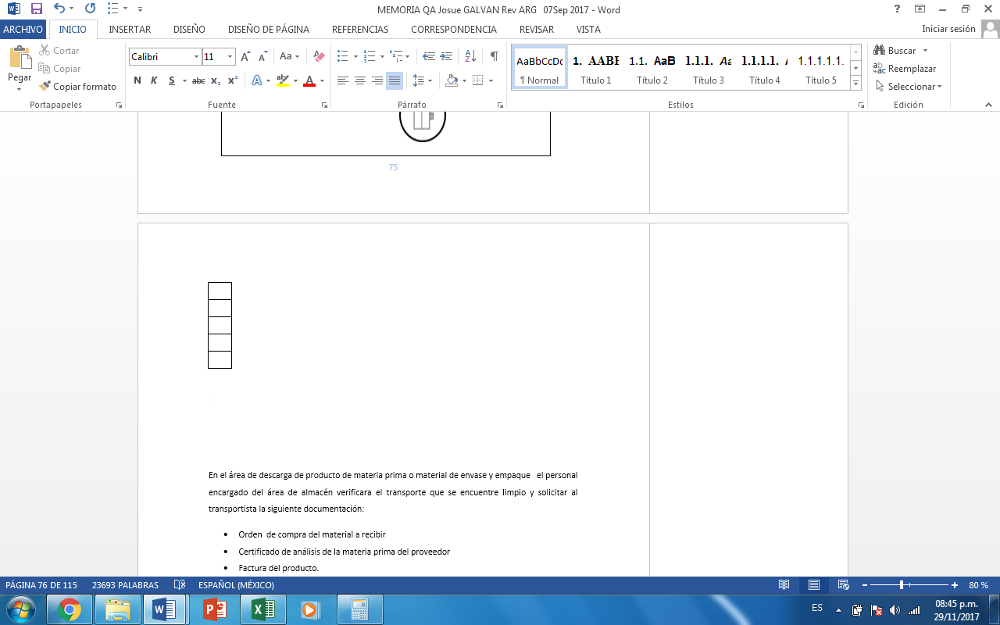 MEMORIA QA Josue GALVAN Rev ARG   07Sep 2017 - Word
ARCHIVO INICIO INSERTAR DISEÑO DISEÑO DE PÁGINA REFERENCIAS CORRESPONDENCIA REVISAR VISTA Iniciar sesión
Pegar
Cortar
Copiar
Copiar formato
Portapapeles
Calibri 11 Aa
N K S abc x₂ x² A ab A
Fuente
Párrafo
AaBbCcDc 1. AABE 1.1. AaB 1.1.1. Aa 1.1.1.1. A 1.1.1.1.1.
¶ Normal Título 1 Título 2 Título 3 Título 4 Título 5
Estilos
Buscar
Reemplazar
Seleccionar
Edición
75
En el área de descarga de producto de materia prima o material de envase y empaque   el personal
encargado del área de almacén verificara el transporte que se encuentre limpio y solicitar al
transportista la siguiente documentación:
• Orden  de compra del material a recibir
• Certificado de análisis de la materia prima del proveedor
• Factura del producto.
PÁGINA 76 DE 115 23693 PALABRAS ESPAÑOL (MÉXICO) 80 %
ES 08:45 p.m.
29/11/2017